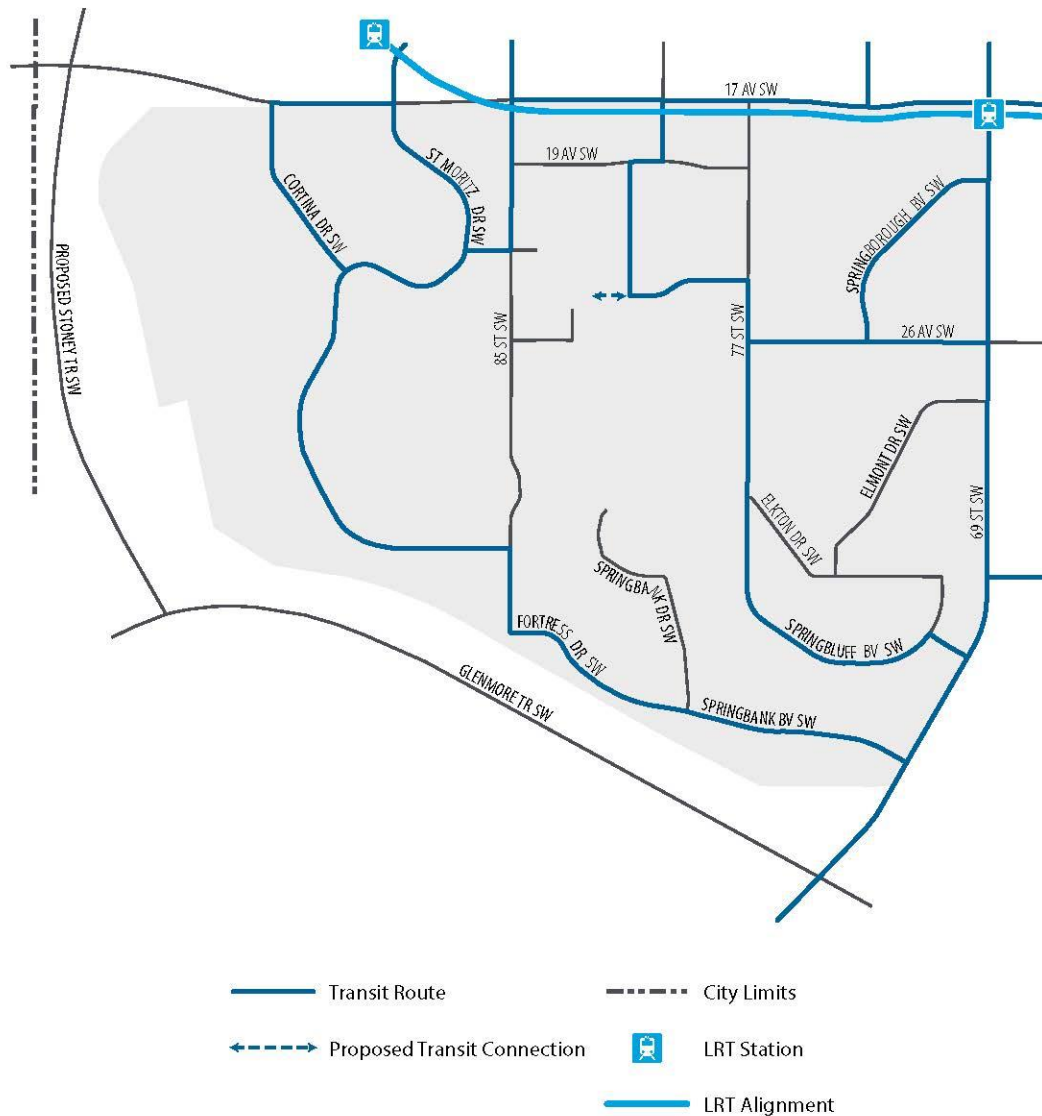 17 AV SW
19 AV SW
ST MORITZ DR SW
CORTINA DR SW
SPRINGBOROUGH BV SW
PROPOSED STONEY TR SW
85 ST SW
77 ST SW
26 AV SW
ELMONT DR SW
69 ST SW
ELKTON DR SW
SPRINGBANK DR SW
FORTRESS DR SW
SPRINGBLUFF BV SW
GLENMORE TR SW
SPRINGBANK BV SW
Transit Route
City Limits
Proposed Transit Connection
LRT Station
LRT Alignment